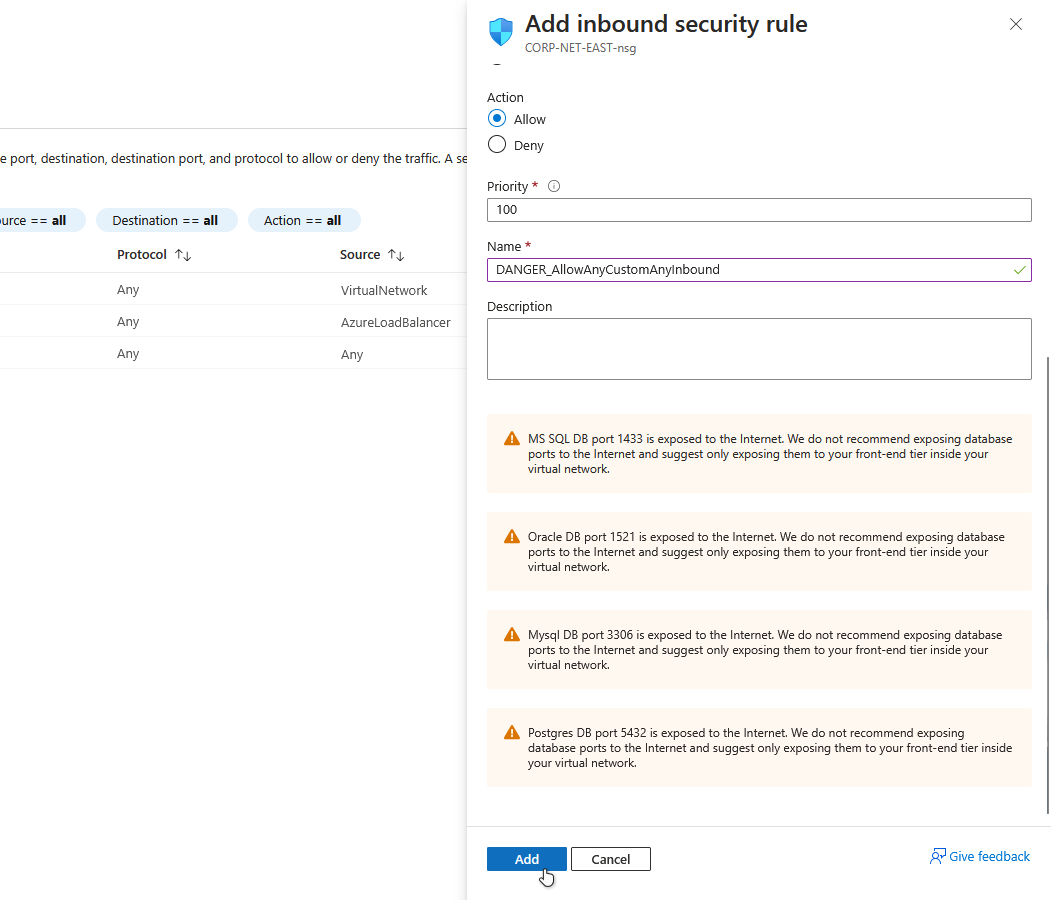 Add inbound security rule
CORP-NET-EAST-nsg
Action
Allow
Deny
Priority *
100
Name *
DANGER_AllowAnyCustomAnyInbound
Description
MS SQL DB port 1433 is exposed to the Internet. We do not recommend exposing database
ports to the Internet and suggest only exposing them to your front-end tier inside your
virtual network.
Oracle DB port 1521 is exposed to the Internet. We do not recommend exposing database
ports to the Internet and suggest only exposing them to your front-end tier inside your
virtual network.
Mysql DB port 3306 is exposed to the Internet. We do not recommend exposing database
ports to the Internet and suggest only exposing them to your front-end tier inside your
virtual network.
Postgres DB port 5432 is exposed to the Internet. We do not recommend exposing
database ports to the Internet and suggest only exposing them to your front-end tier inside
your virtual network.
Add Cancel
Give feedback
e port, destination, destination port, and protocol to allow or deny the traffic. A se
ource == all Destination == all Action == all
Protocol Source
Any VirtualNetwork
Any AzureLoadBalancer
Any Any